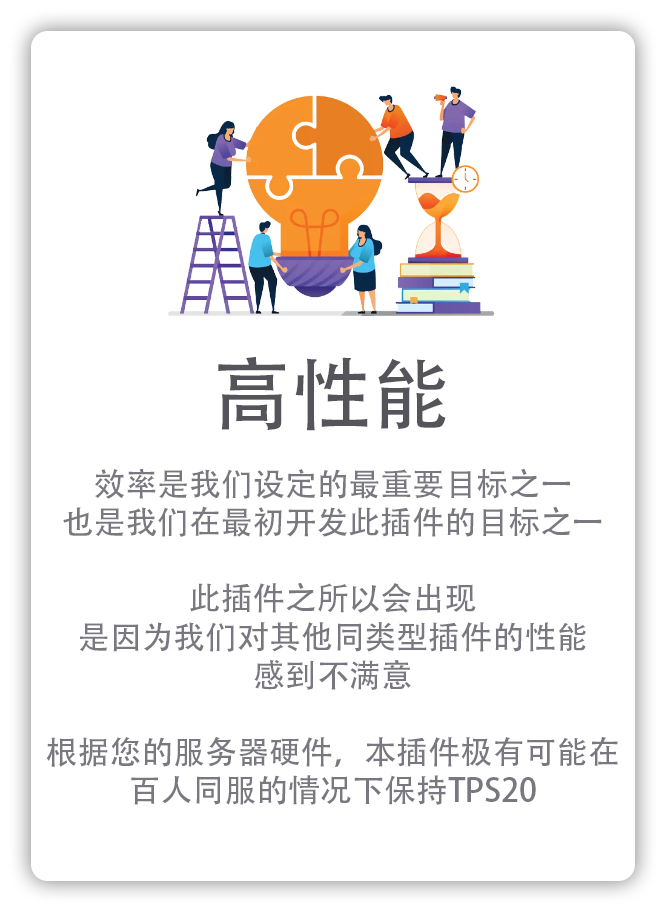 高性能
效率是我们设定的最重要目标之一
也是我们在最初开发此插件的目标之一
此插件之所以会出现
是因为我们对其他同类型插件的性能
感到不满意
根据您的服务器硬件，本插件极有可能在
百人同服的情况下保持TPS20